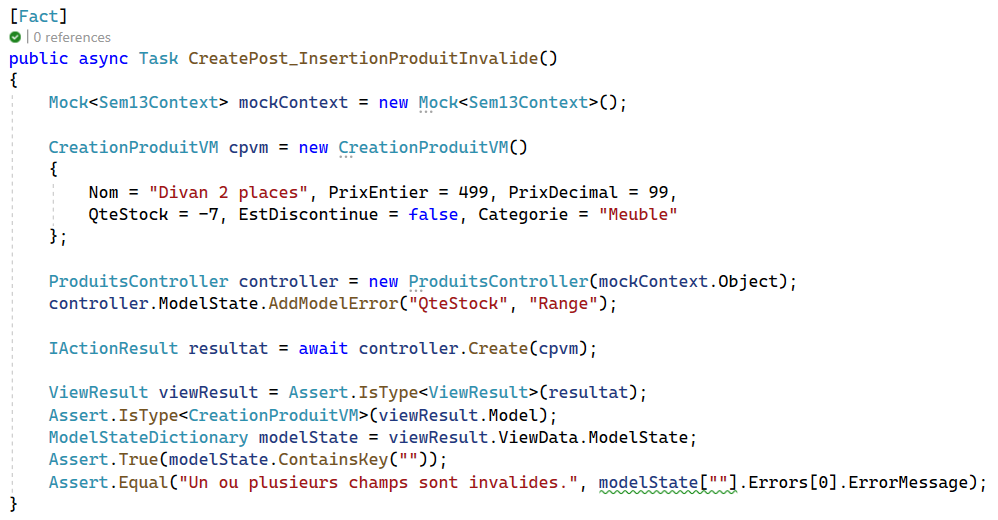 [Fact]
| 0 references
public async Task CreatePost_InsertionProduitInvalide()
{
    Mock<Sem13Context> mockContext = new Mock<Sem13Context>();

    CreationProduitVM cpvm = new CreationProduitVM()
    {
        Nom = "Divan 2 places", PrixEntier = 499, PrixDecimal = 99,
        QteStock = -7, EstDiscontinue = false, Categorie = "Meuble"
    };

    ProduitsController controller = new ProduitsController(mockContext.Object);
    controller.ModelState.AddModelError("QteStock", "Range");

    IActionResult resultat = await controller.Create(cpvm);

    ViewResult viewResult = Assert.IsType<ViewResult>(resultat);
    Assert.IsType<CreationProduitVM>(viewResult.Model);
    ModelStateDictionary modelState = viewResult.ViewData.ModelState;
    Assert.True(modelState.ContainsKey(""));
    Assert.Equal("Un ou plusieurs champs sont invalides.", modelState[""].Errors[0].ErrorMessage);
}